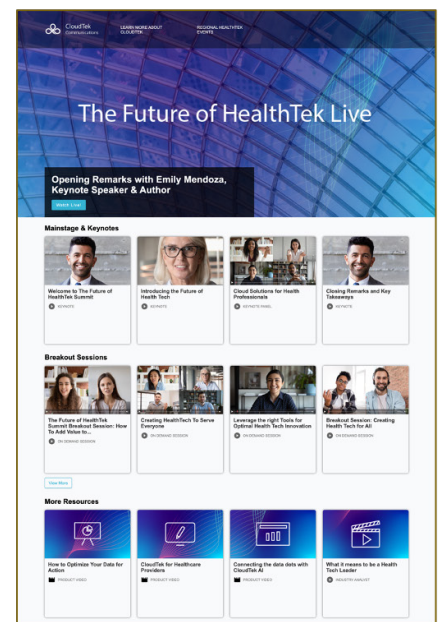 CloudTek
Communications
LEARN MORE ABOUT
CLOUDTEK
REGIONAL HEALTHTEK
EVENTS
The Future of HealthTek Live
Opening Remarks with Emily Mendoza,
Keynote Speaker & Author
Watch Live!
Mainstage & Keynotes
Welcome to The Future of
HealthTek Summit
KEYNOTE
Introducing the Future of
Health Tech
KEYNOTE
Cloud Solutions for Health
Professionals
KEYNOTE PANEL
Closing Remarks and Key
Takeaways
KEYNOTE
Breakout Sessions
The Future of HealthTek
Summit Breakout Session: How
To Add Value to...
ON DEMAND SESSION
Creating HealthTech To Serve
Everyone
ON DEMAND SESSION
Leverage the right Tools for
Optimal Health Tech Innovation
ON DEMAND SESSION
Breakout Session: Creating
Health Tech for All
ON DEMAND SESSION
View More
More Resources
How to Optimize Your Data for
Action
PRODUCT VIDEO
CloudTek for Healthcare
Providers
PRODUCT VIDEO
Connecting the data dots with
CloudTek AI
PRODUCT VIDEO
What it means to be a Health
Tech Leader
INDUSTRY ANALYST